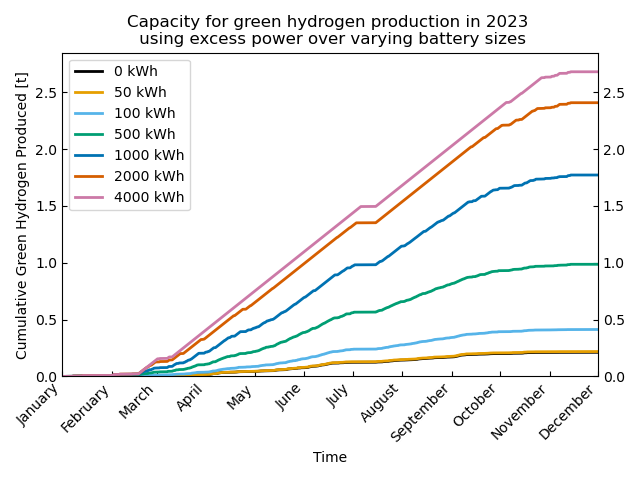 Capacity for green hydrogen production in 2023
using excess power over varying battery sizes
0 kWh
50 kWh
100 kWh
500 kWh
1000 kWh
2000 kWh
4000 kWh
Cumulative Green Hydrogen Produced [t]
2.5
2.0
1.5
1.0
0.5
0.0
2.5
2.0
1.5
1.0
0.5
0.0
January
February
March
April
May
June
July
August
September
October
November
December
Time